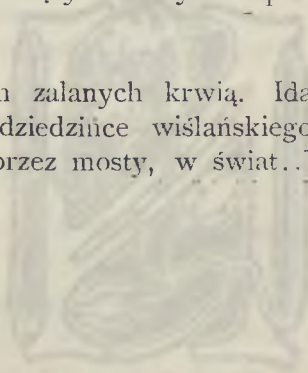 zalanych krwią. Ida
dziedzińce wiślańskiego
przez mosty, w świat..